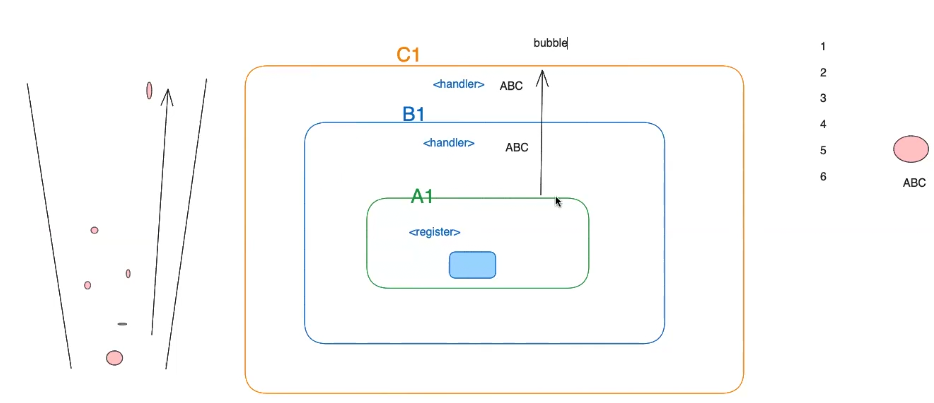 bubble
C1
<handler> ABC
B1
<handler> ABC
A1
<register>
1
2
3
4
5
6
ABC